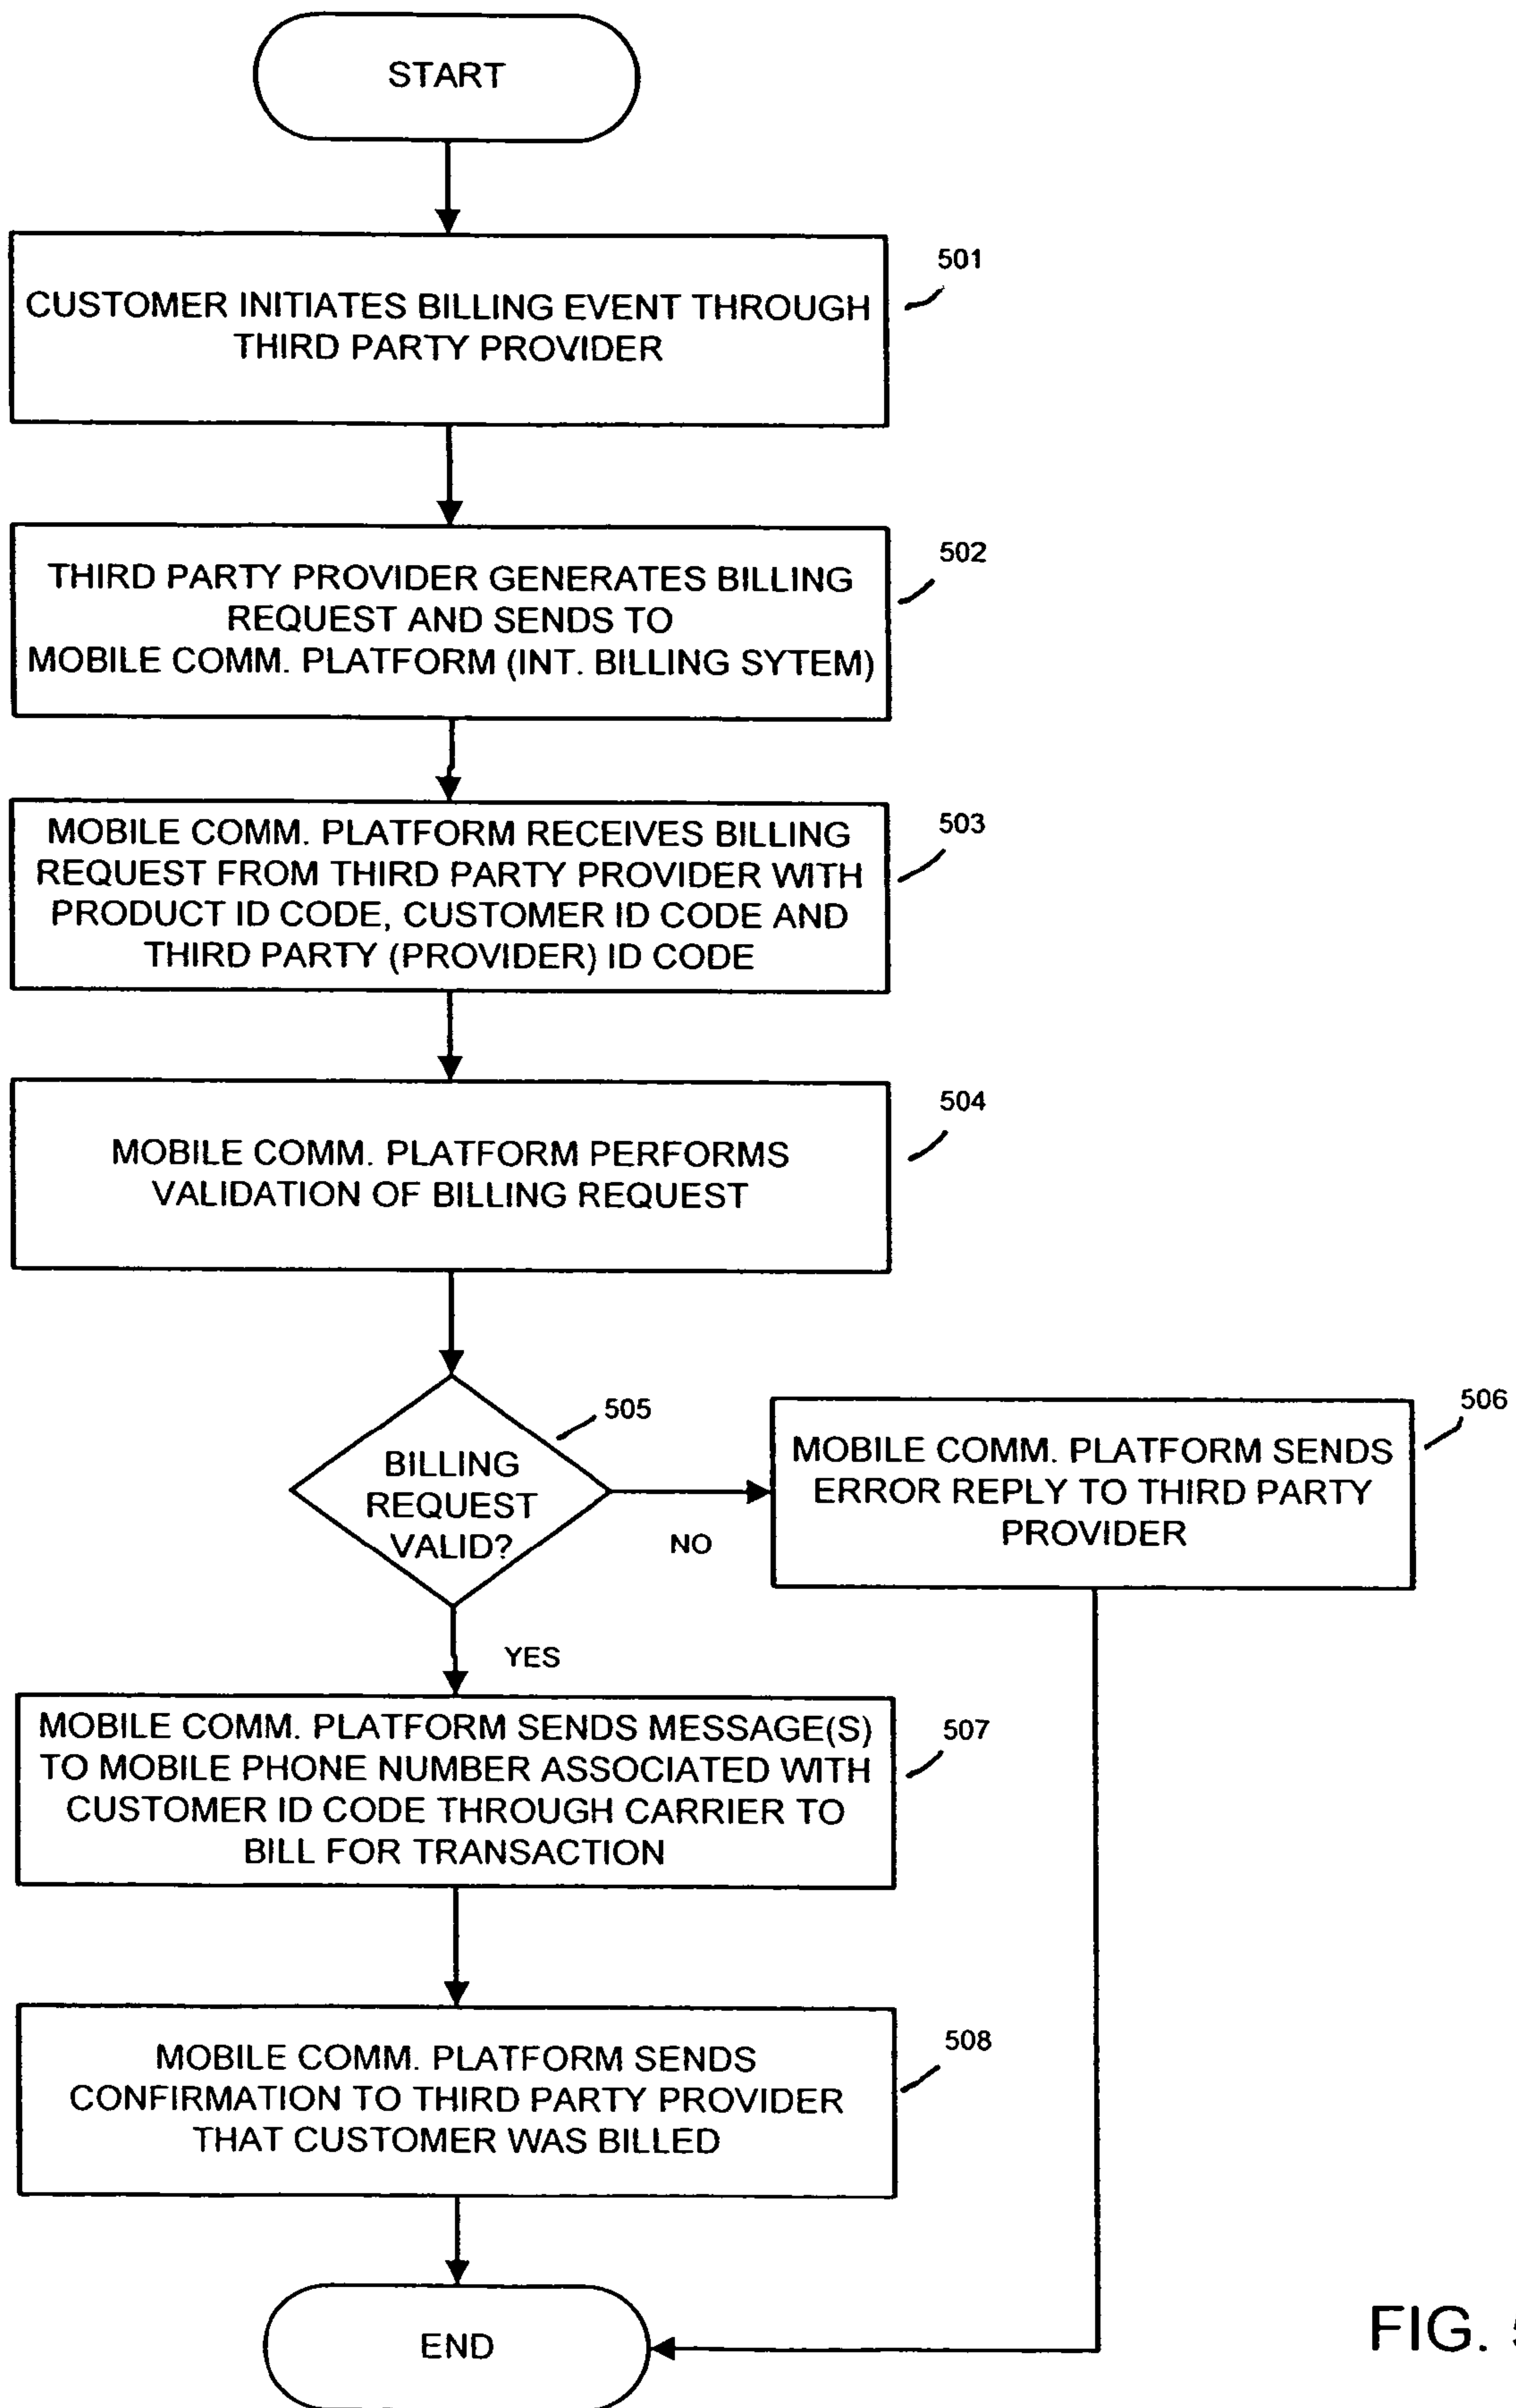 START
501
CUSTOMER INITIATES BILLING EVENT THROUGH
THIRD PARTY PROVIDER
502
THIRD PARTY PROVIDER GENERATES BILLING
REQUEST AND SENDS TO
MOBILE COMM. PLATFORM (INT. BILLING SYTEM)
503
MOBILE COMM. PLATFORM RECEIVES BILLING
REQUEST FROM THIRD PARTY PROVIDER WITH
PRODUCT ID CODE, CUSTOMER ID CODE AND
THIRD PARTY (PROVIDER) ID CODE
504
MOBILE COMM. PLATFORM PERFORMS
VALIDATION OF BILLING REQUEST
505
BILLING
REQUEST
VALID?
NO
506
MOBILE COMM. PLATFORM SENDS
ERROR REPLY TO THIRD PARTY
PROVIDER
YES
507
MOBILE COMM. PLATFORM SENDS MESSAGE(S)
TO MOBILE PHONE NUMBER ASSOCIATED WITH
CUSTOMER ID CODE THROUGH CARRIER TO
BILL FOR TRANSACTION
508
MOBILE COMM. PLATFORM SENDS
CONFIRMATION TO THIRD PARTY PROVIDER
THAT CUSTOMER WAS BILLED
END
FIG. 5